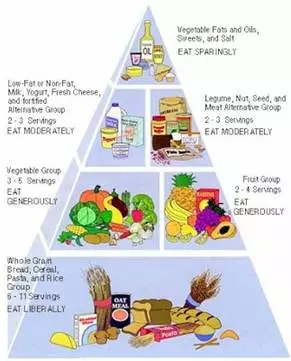 Vegetable Fats and Oils,
Sweets, and Salt
EAT SPARINGLY
OIL
Low-Fat or Non-Fat,
Milk, Yogurt, Fresh Cheese,
and fortified
Alternative Group
2 - 3 Servings
EAT MODERATELY
Legume, Nut, Seed, and
Meat Alternative Group
2 - 3 Servings
EAT MODERATELY
Vegetable Group
3 - 5 Servings
EAT
GENEROUSLY
Fruit Group
2 - 4 Servings
EAT
GENEROUSLY
Whole Grain
Bread, Cereal,
Pasta, and Rice
Group
6 - 11 Servings
EAT LIBERALLY
OAT
MEAL
Pasta